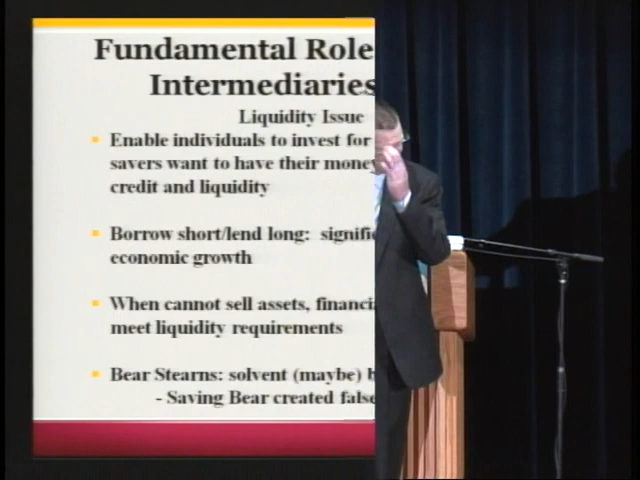 Fundamental Role
Intermediaries
Liquidity Issue
Enable individuals to invest for
savers want to have their money
credit and liquidity
Borrow short/lend long:
economic growth
When cannot sell assets,
meet liquidity requirements
Bear Stearns: solvent (maybe)
- Saving Bear created false